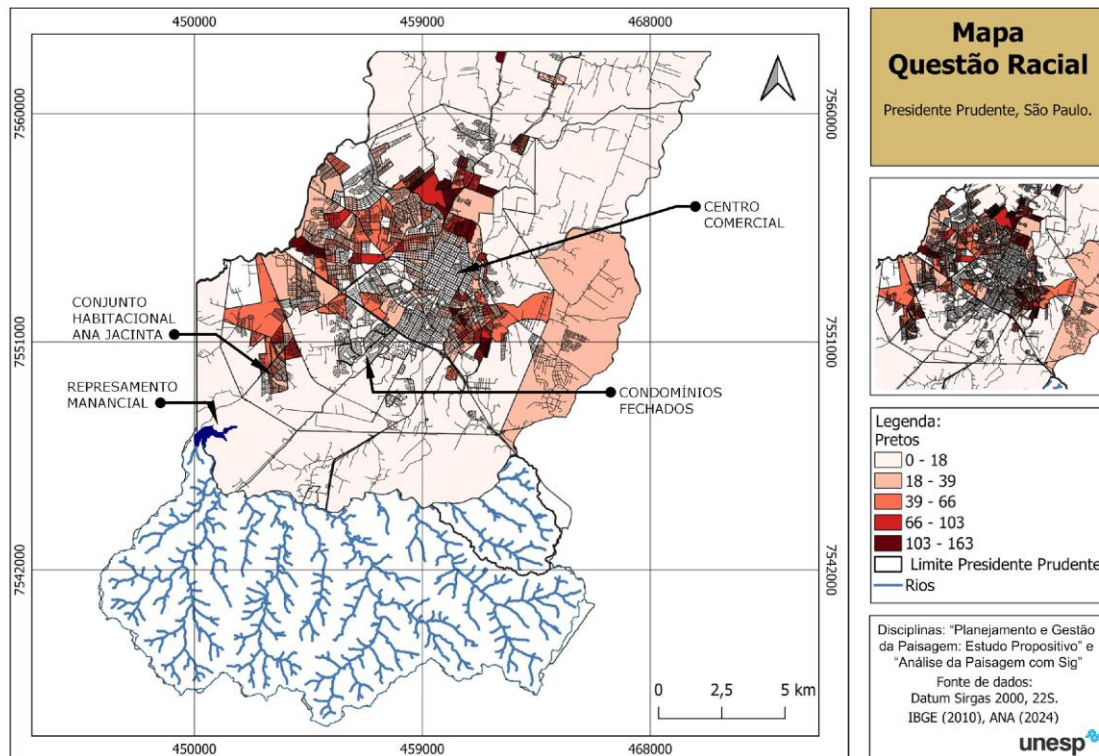 450000
459000
468000
7560000
7560000
7551000
7551000
7542000
7542000
CENTRO
COMERCIAL
CONJUNTO
HABITACIONAL
ANA JACINTA
REPRESAMENTO
MANANCIAL
CONDOMÍNIOS
FECHADOS
0 2,5 5 km
450000
459000
468000
Mapa
Questão Racial
Presidente Prudente, São Paulo.
Legenda:
Pretos
0 - 18
18 - 39
39 - 66
66 - 103
103 - 163
Limite Presidente Prudente
Rios
Disciplinas: "Planejamento e Gestão
da Paisagem: Estudo Propositivo" e
"Análise da Paisagem com Sig"
Fonte de dados:
Datum Sirgas 2000, 22S.
IBGE (2010), ANA (2024)
unesp